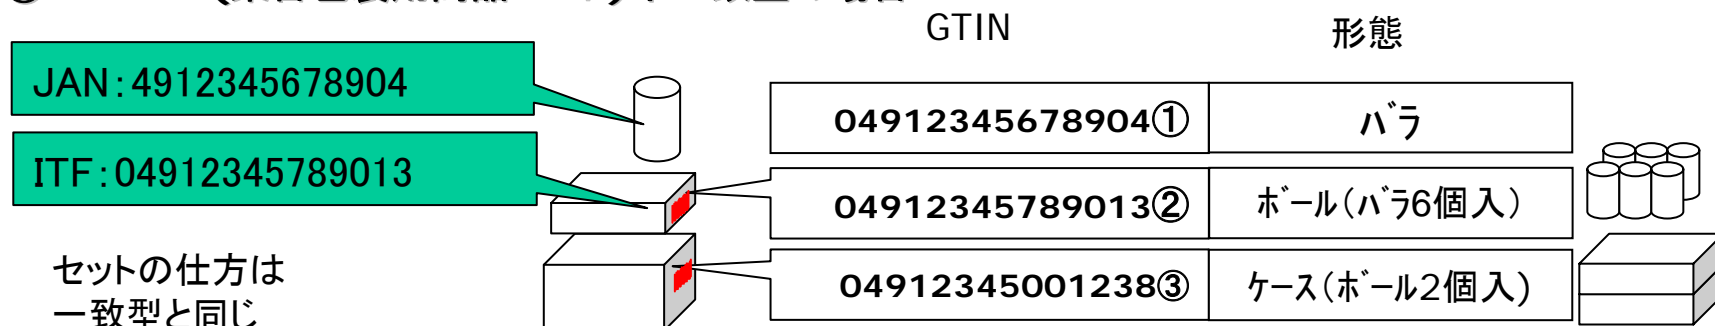 GTIN 形態
JAN:4912345678904
04912345678904① バラ
ITF:04912345789013
04912345789013② ボール(バラ6個入)
セットの仕方は
一致型と同じ
04912345001238③ ケース(ボール2個入)